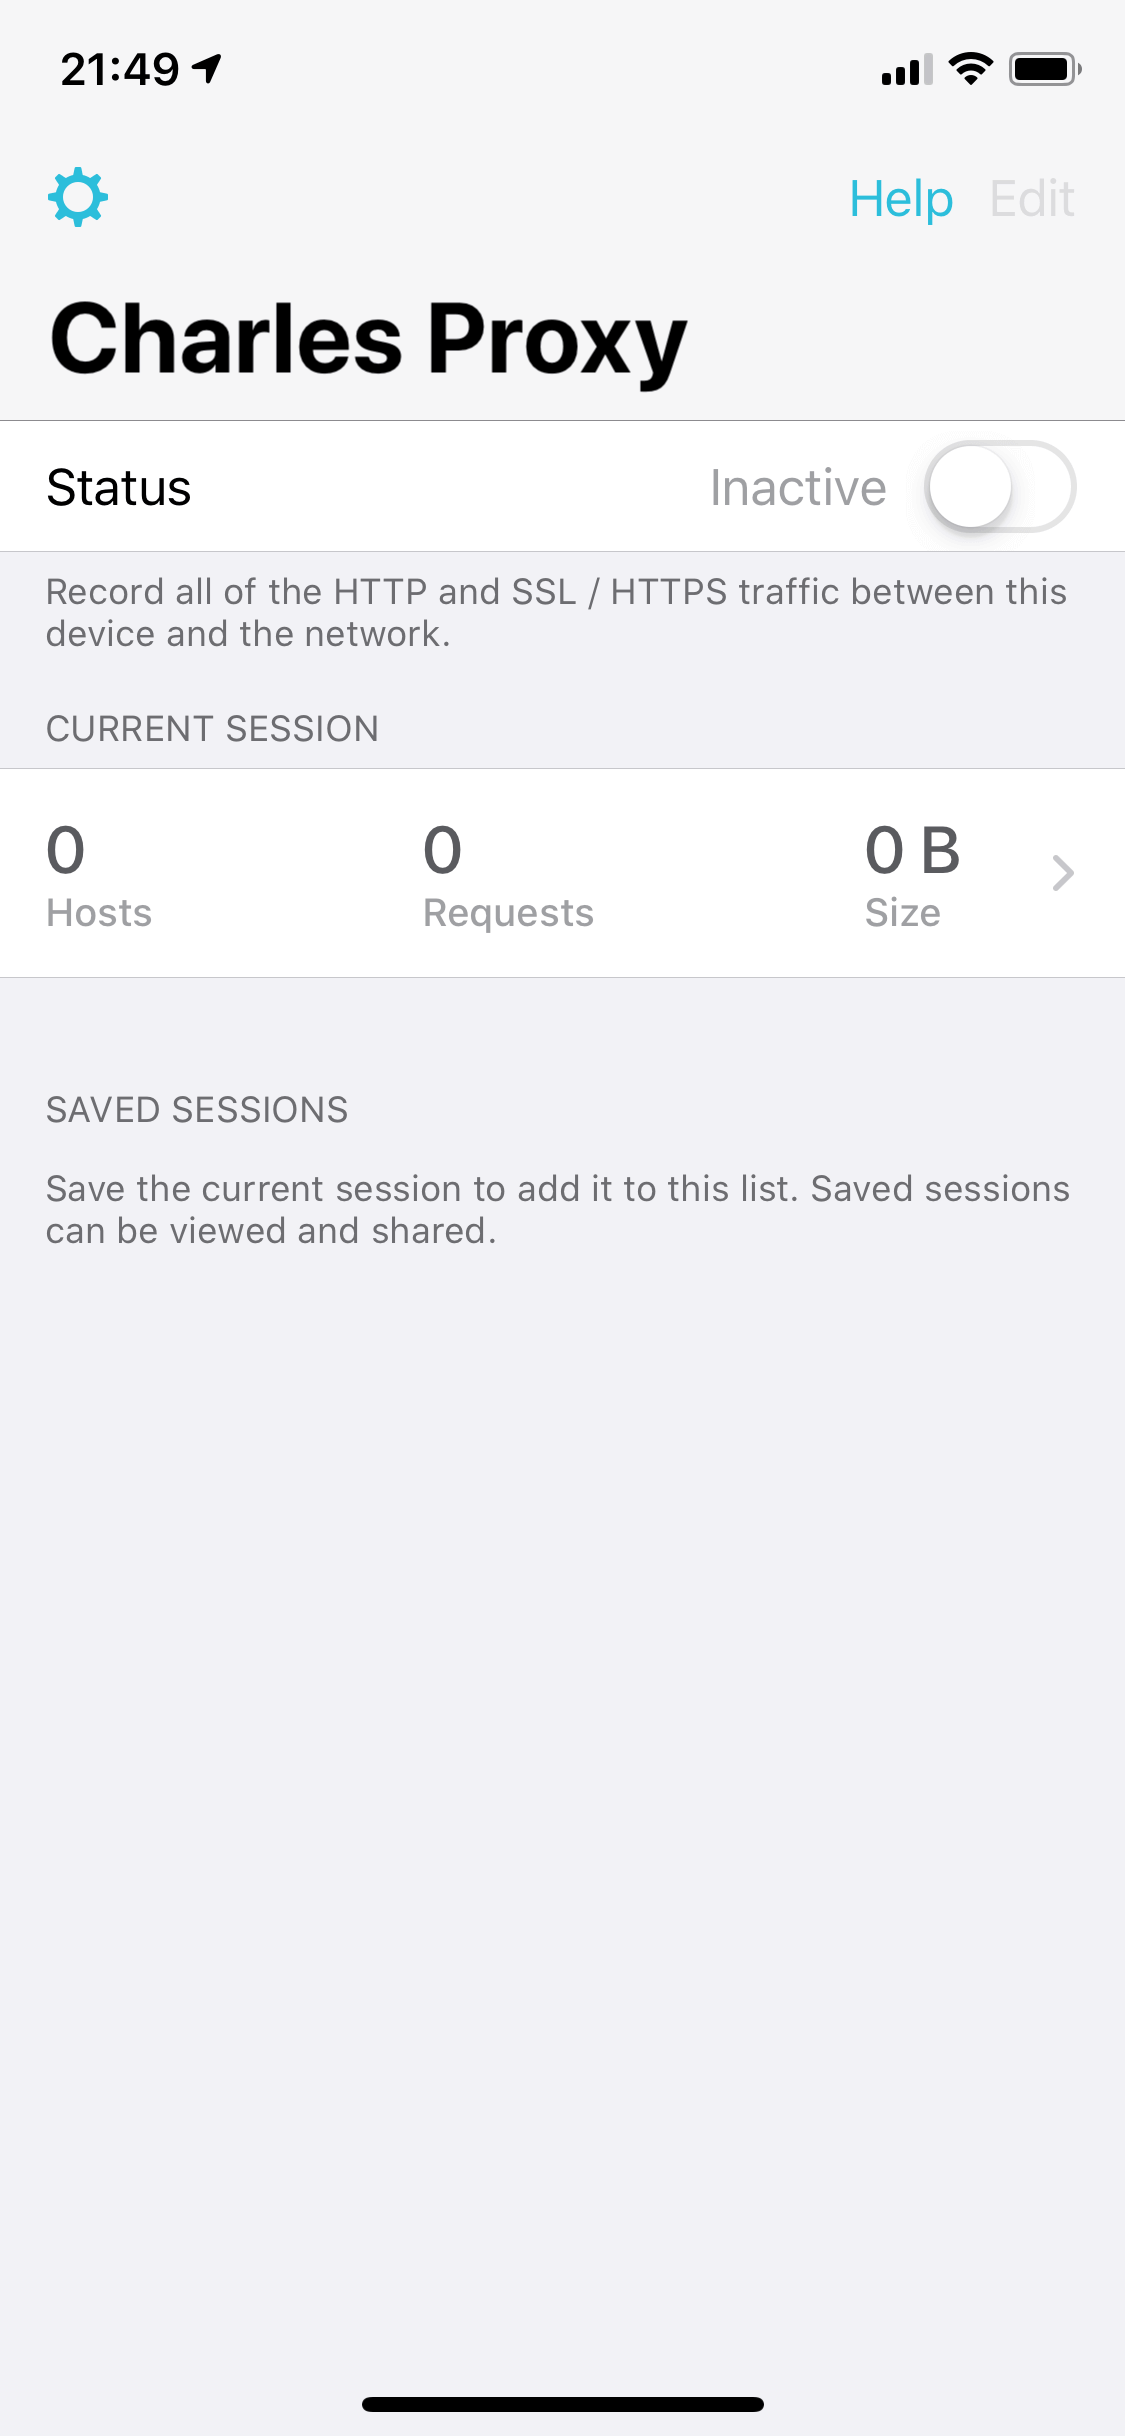 21:49
Help Edit
Charles Proxy
Status Inactive
Record all of the HTTP and SSL / HTTPS traffic between this
device and the network.
CURRENT SESSION
0 0 0 B
Hosts Requests Size
SAVED SESSIONS
Save the current session to add it to this list. Saved sessions
can be viewed and shared.